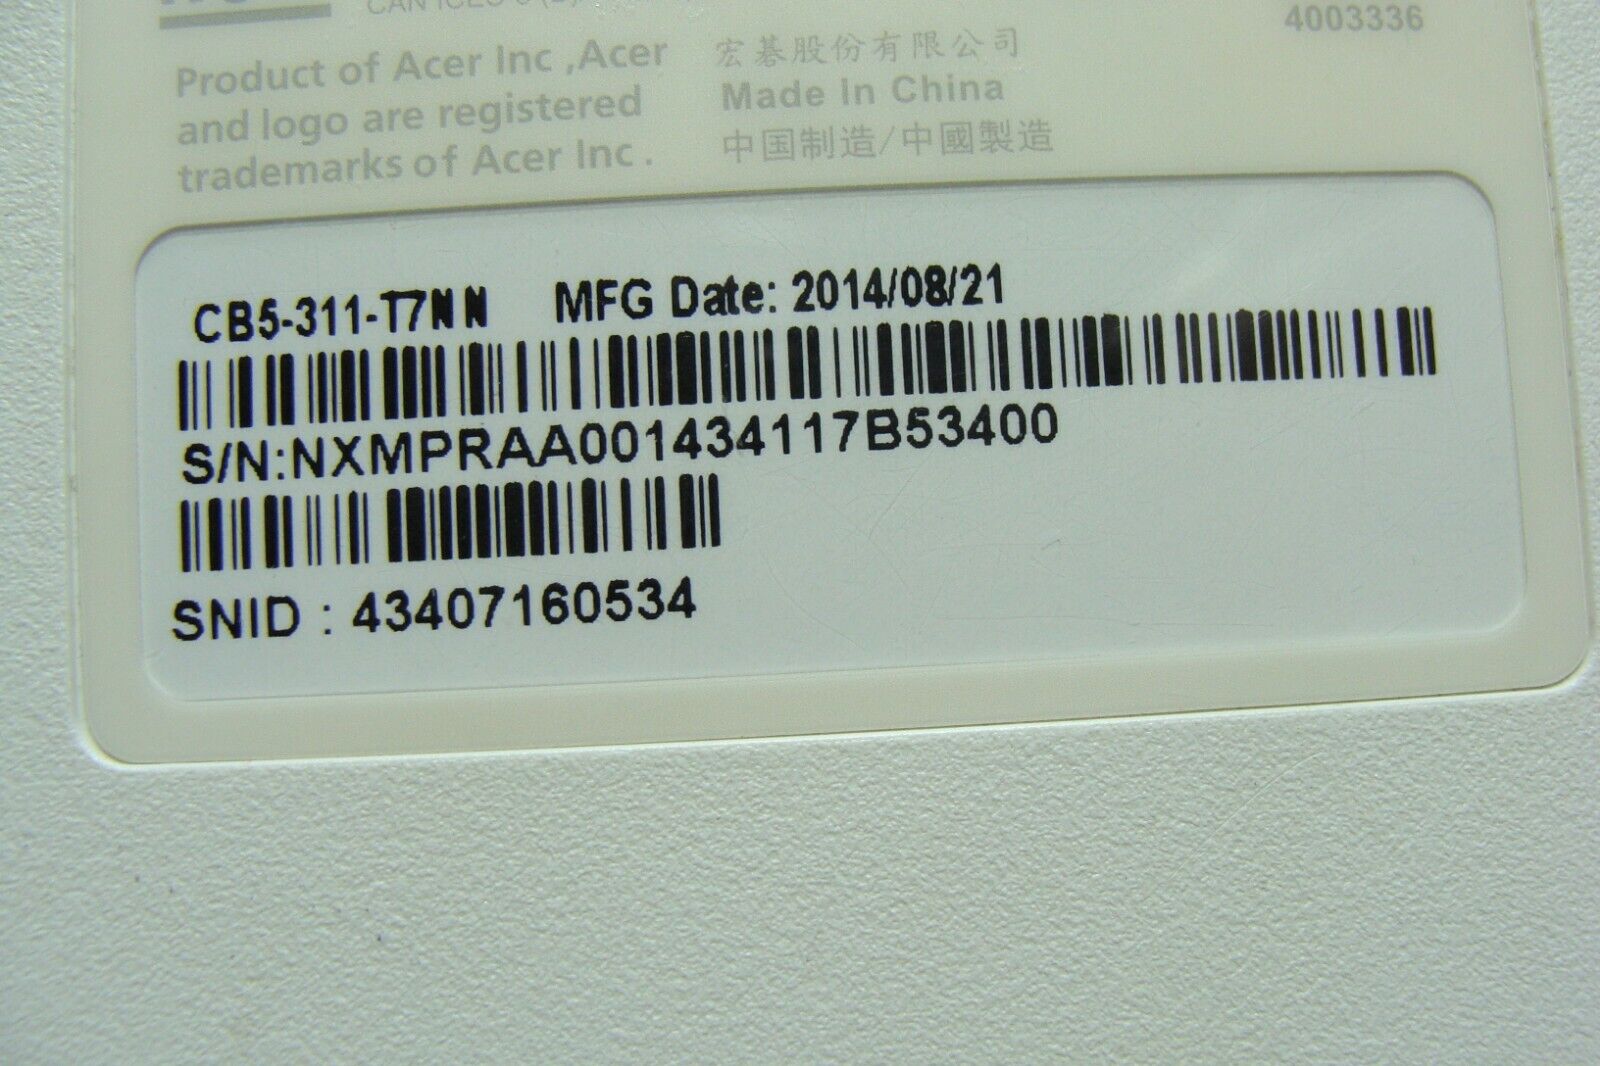 4003336
Product of Acer Inc ,Acer
and logo are registered
trademarks of Acer Inc .
宏碁股份有限公司
Made In China
中国制造/中國製造
CB5-311-T7NN MFG Date: 2014/08/21
S/N:NXMPRAA001434117B53400
SNID : 43407160534